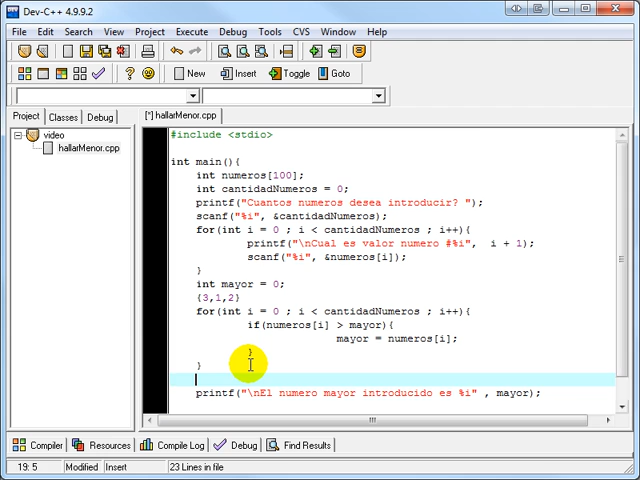 Dev-C++ 4.9.9.2
File Edit Search View Project Execute Debug Tools CVS Window Help
New Insert Toggle Goto
Project Classes Debug
[*] hallarMenor.cpp
video
hallarMenor.cpp
#include <stdio>
int main(){
int numeros[100];
int cantidadNumeros = 0;
printf("Cuantos numeros desea introducir? ");
scanf("%i", &cantidadNumeros);
for(int i = 0 ; i < cantidadNumeros ; i++){
printf("\nCual es valor numero #%i", i + 1);
scanf("%i", &numeros[i]);
}
int mayor = 0;
{3,1,2}
for(int i = 0 ; i < cantidadNumeros ; i++){
if(numeros[i] > mayor){
mayor = numeros[i];
}
}
printf("\nEl numero mayor introducido es %i" , mayor);
Compiler Resources Compile Log Debug Find Results
19: 5 Modified Insert 23 Lines in file